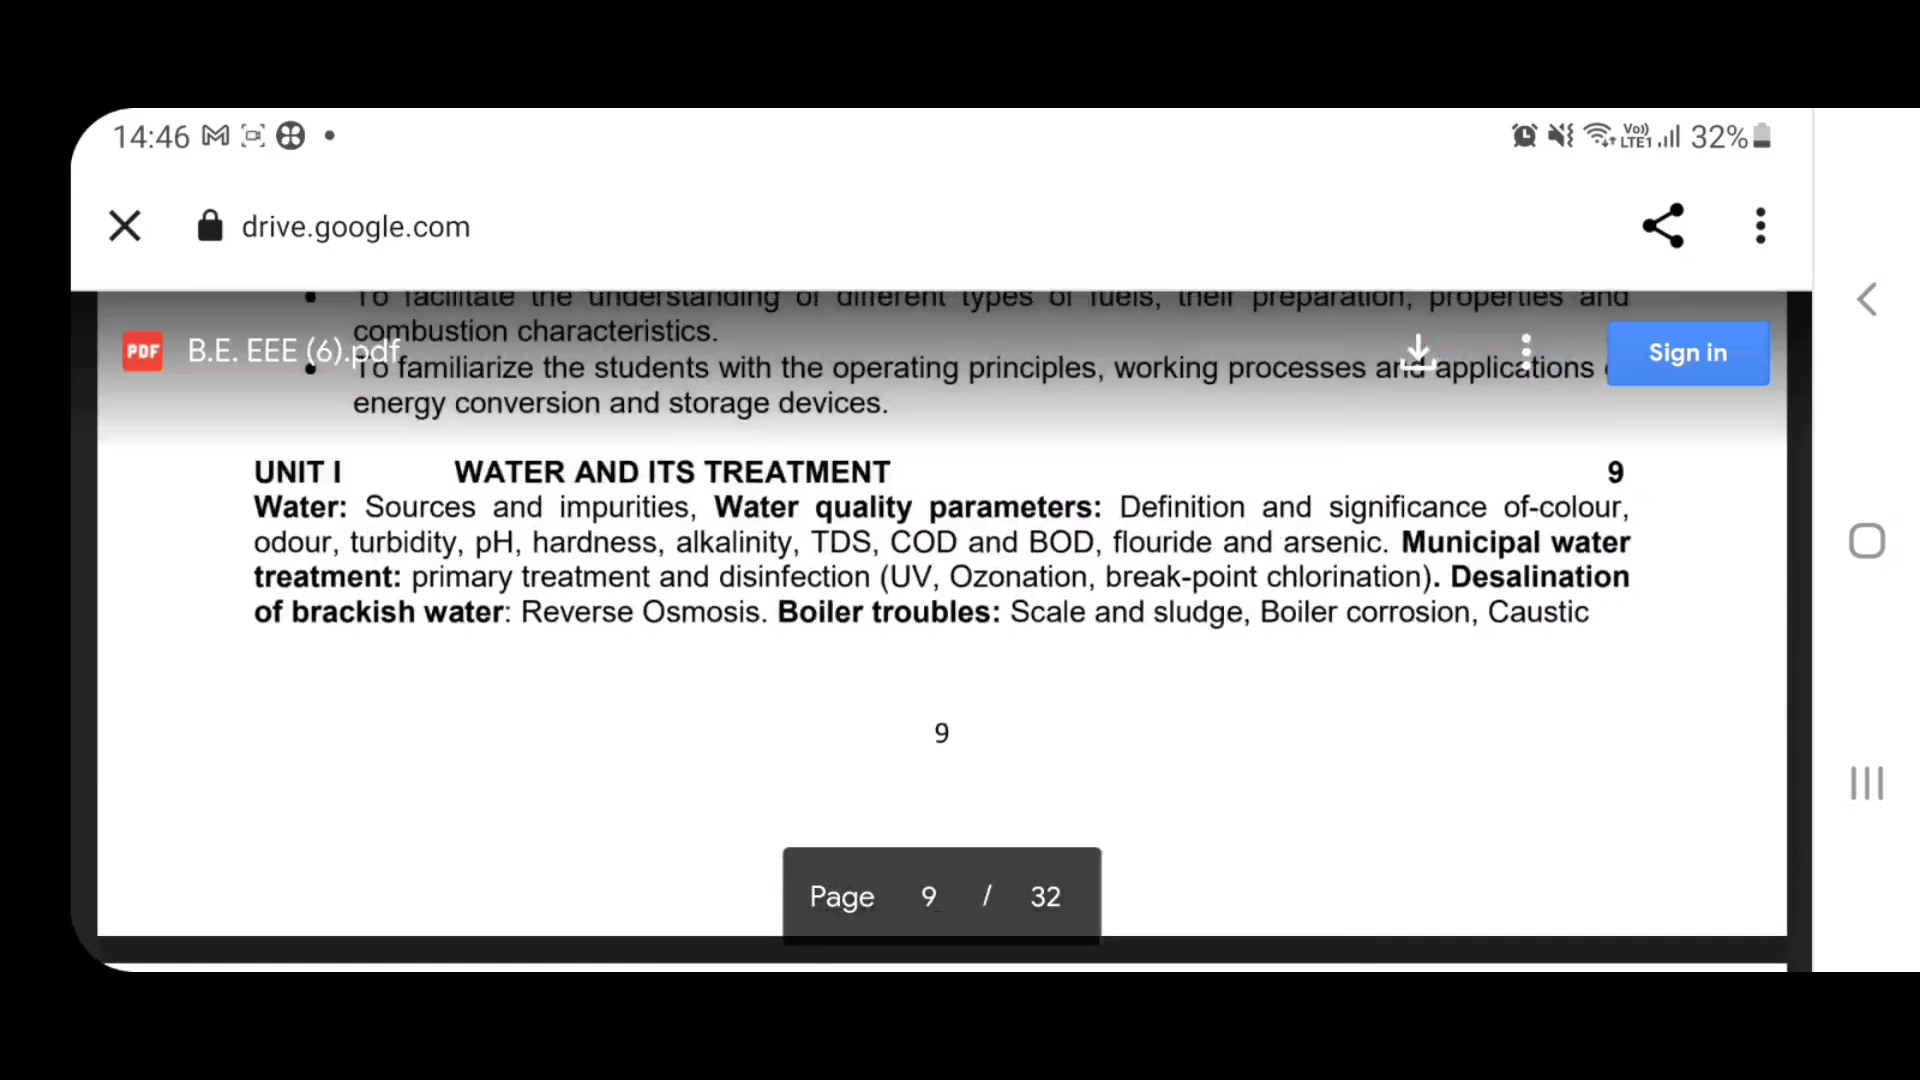 14:46 Vo)) LTE1 32%
drive.google.com
To facilitate the understanding of different types of fuels, their preparation, properties and
combustion characteristics.
PDF B.E. EEE (6).pdf Sign in
To familiarize the students with the operating principles, working processes and applications
energy conversion and storage devices.
UNIT I WATER AND ITS TREATMENT 9
Water: Sources and impurities, Water quality parameters: Definition and significance of-colour,
odour, turbidity, pH, hardness, alkalinity, TDS, COD and BOD, flouride and arsenic. Municipal water
treatment: primary treatment and disinfection (UV, Ozonation, break-point chlorination). Desalination
of brackish water: Reverse Osmosis. Boiler troubles: Scale and sludge, Boiler corrosion, Caustic
9
Page 9 / 32